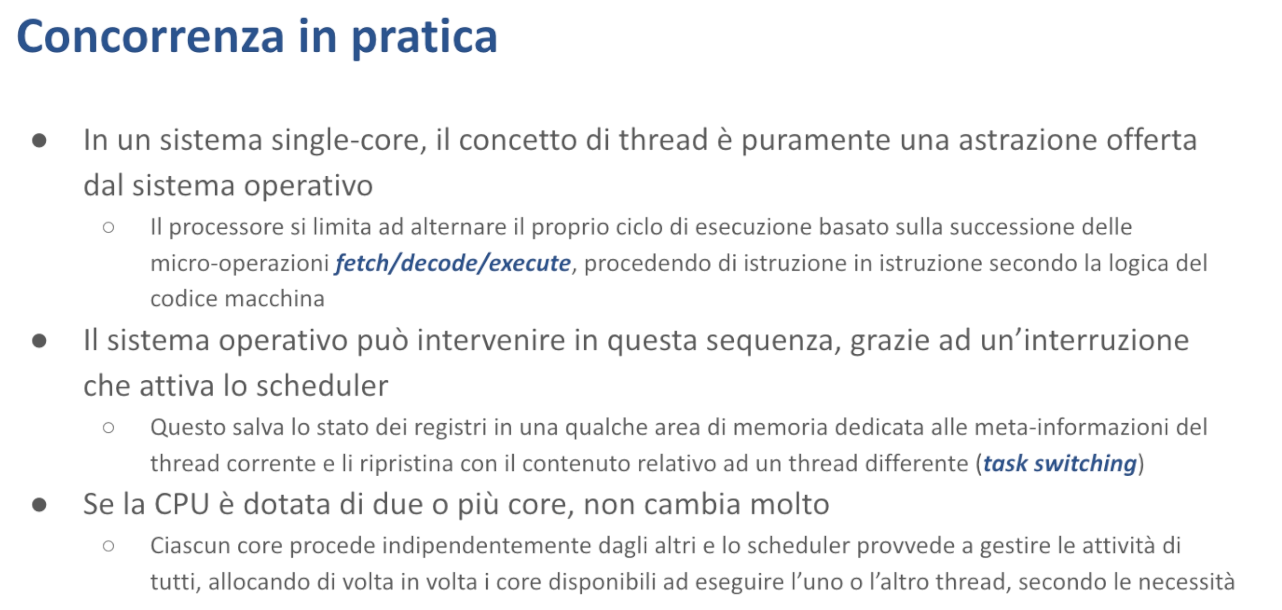 Concorrenza in pratica
● In un sistema single-core, il concetto di thread è puramente una astrazione offerta
dal sistema operativo
○ Il processore si limita ad alternare il proprio ciclo di esecuzione basato sulla successione delle
micro-operazioni fetch/decode/execute, procedendo di istruzione in istruzione secondo la logica del
codice macchina
● Il sistema operativo può intervenire in questa sequenza, grazie ad un’interruzione
che attiva lo scheduler
○ Questo salva lo stato dei registri in una qualche area di memoria dedicata alle meta-informazioni del
thread corrente e li ripristina con il contenuto relativo ad un thread differente (task switching)
● Se la CPU è dotata di due o più core, non cambia molto
○ Ciascun core procede indipendentemente dagli altri e lo scheduler provvede a gestire le attività di
tutti, allocando di volta in volta i core disponibili ad eseguire l’uno o l’altro thread, secondo le necessità